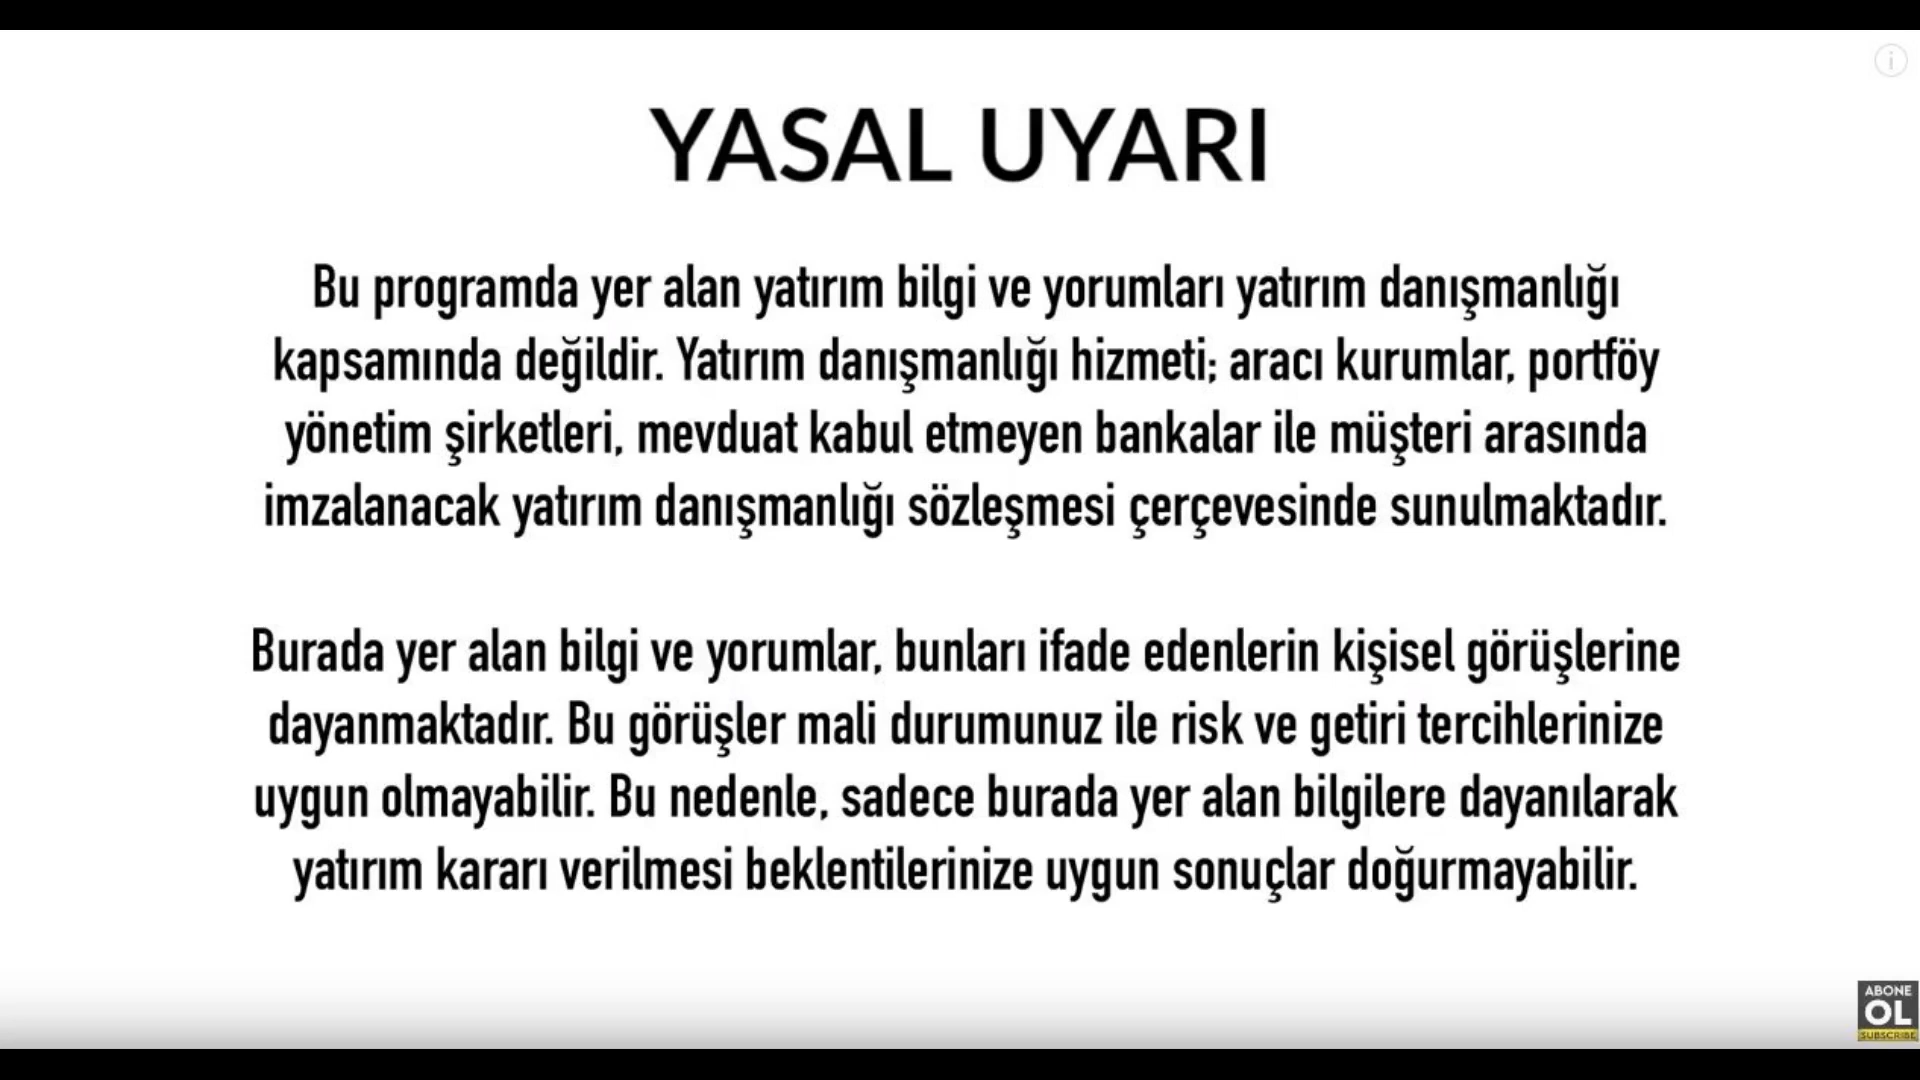 YASAL UYARI
Bu programda yer alan yatırım bilgi ve yorumları yatırım danışmanlığı
kapsamında değildir. Yatırım danışmanlığı hizmeti; aracı kurumlar, portföy
yönetim şirketleri, mevduat kabul etmeyen bankalar ile müşteri arasında
imzalanacak yatırım danışmanlığı sözleşmesi çerçevesinde sunulmaktadır.
Burada yer alan bilgi ve yorumlar, bunları ifade edenlerin kişisel görüşlerine
dayanmaktadır. Bu görüşler mali durumunuz ile risk ve getiri tercihlerinize
uygun olmayabilir. Bu nedenle, sadece burada yer alan bilgilere dayanılarak
yatırım kararı verilmesi beklentilerinize uygun sonuçlar doğurmayabilir.
ABONE
OL
SUBSCRIBE